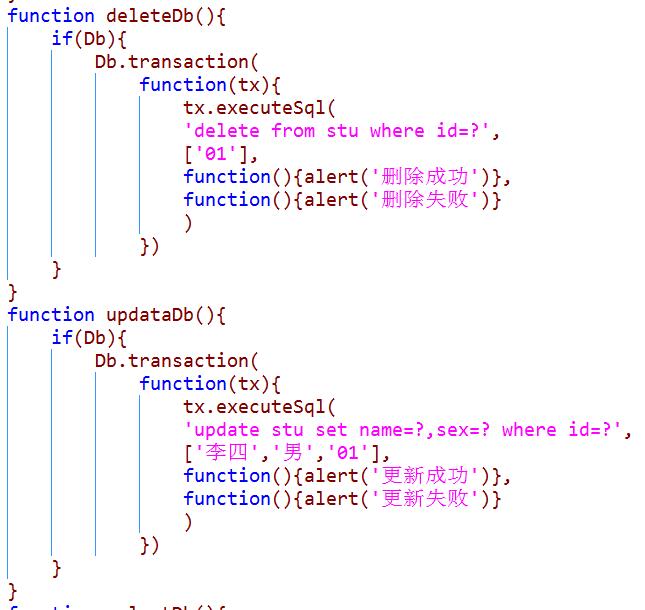 }
function deleteDb(){
if(Db){
Db.transaction(
function(tx){
tx.executeSql(
'delete from stu where id=?',
['01'],
function(){alert('删除成功')},
function(){alert('删除失败')}
)
})
}
}
function updataDb(){
if(Db){
Db.transaction(
function(tx){
tx.executeSql(
'update stu set name=?,sex=? where id=?',
['李四','男','01'],
function(){alert('更新成功')},
function(){alert('更新失败')}
)
})
}
}